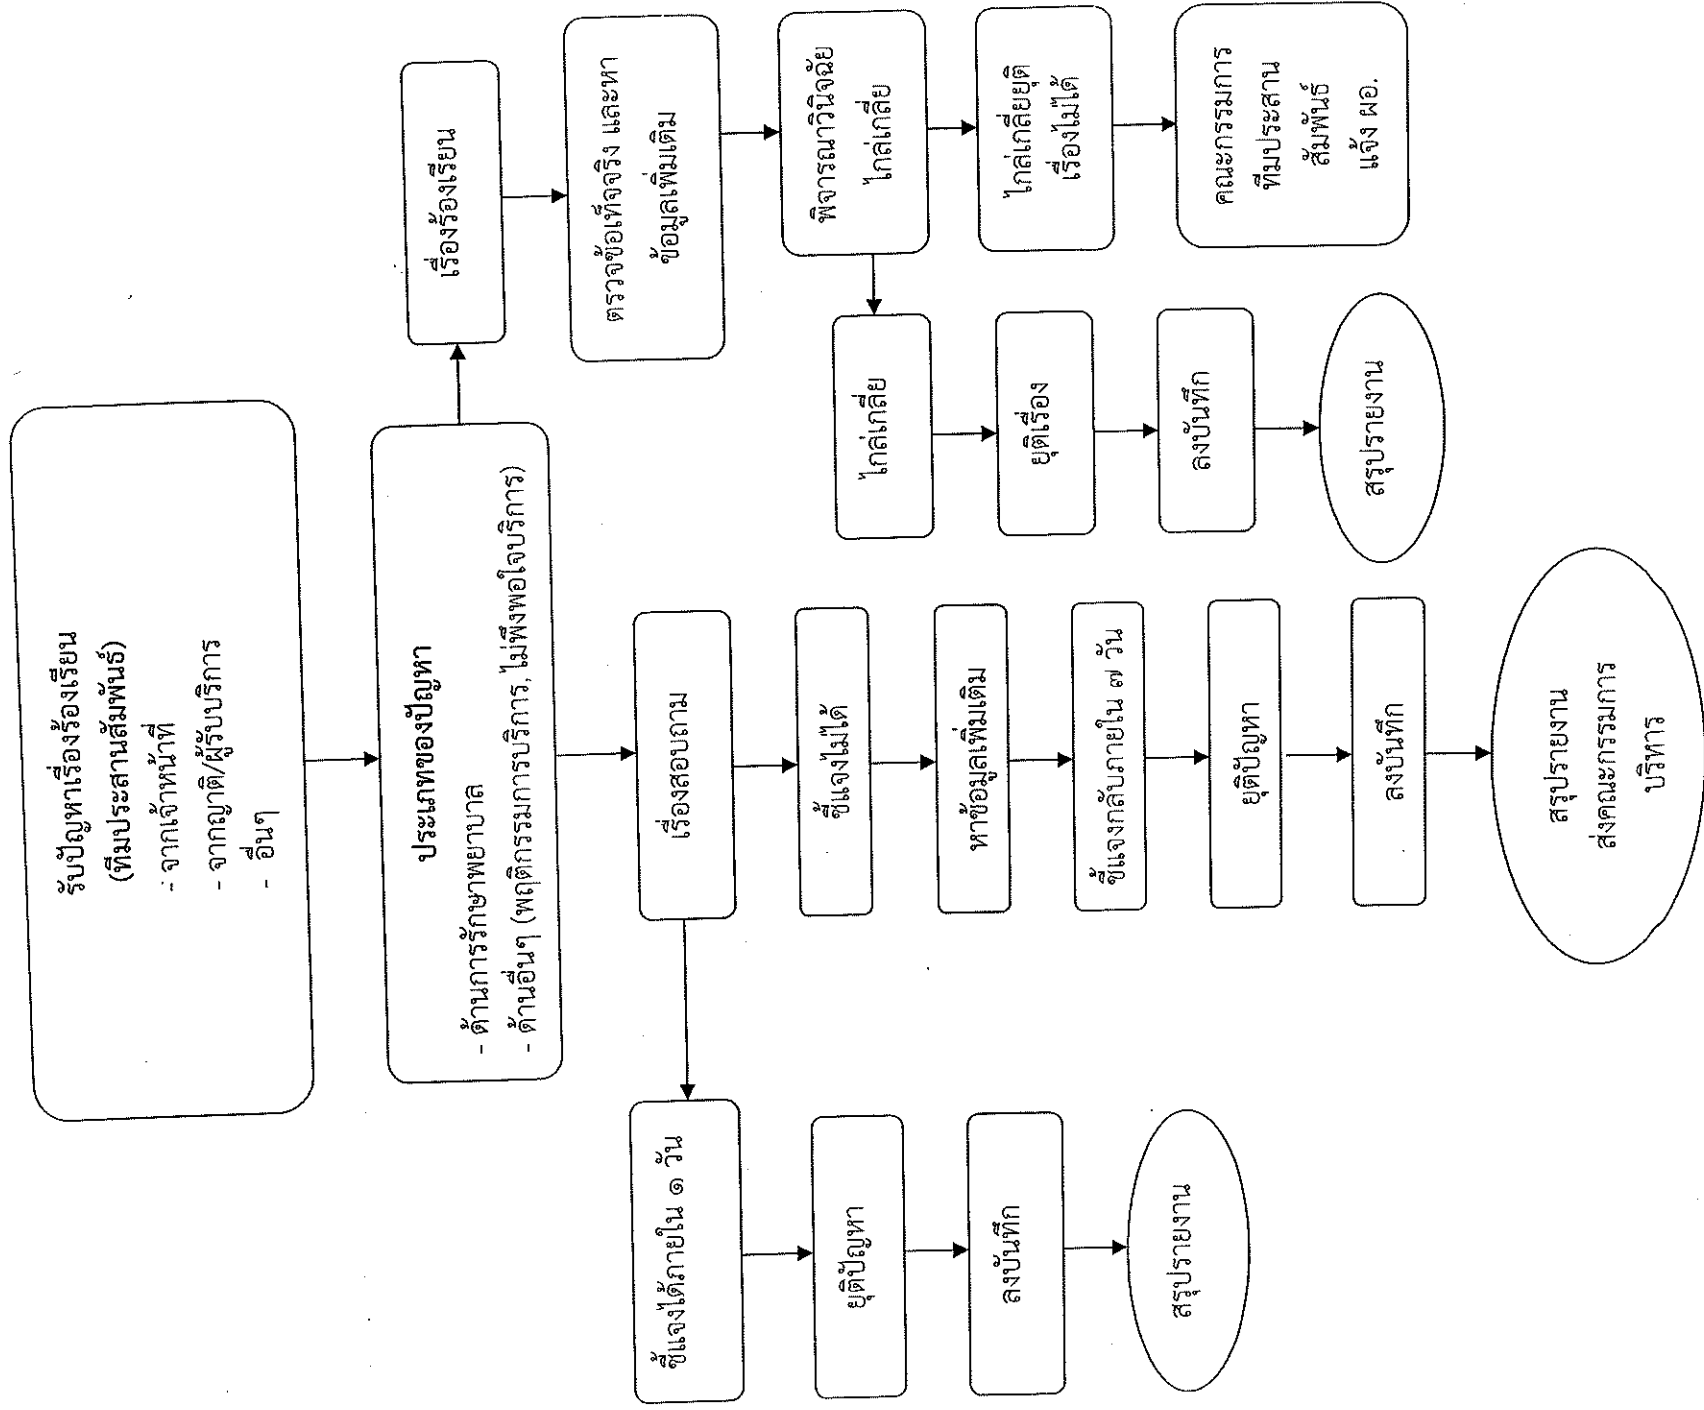 รับปัญหาเรื่องร้องเรียน
(ทีมประสานสัมพันธ์)
- จากเจ้าหน้าที่
- จากญาติ/ผู้รับบริการ
- อื่นๆ
ประเภทของปัญหา
- ด้านการรักษาพยาบาล
- ด้านอื่นๆ (พฤติกรรมการบริการ, ไม่พึงพอใจบริการ)
ชี้แจงได้ภายใน ๑ วัน
ยุติปัญหา
ลงบันทึก
สรุปรายงาน
เรื่องสอบถาม
ชี้แจงไม่ได้
หาข้อมูลเพิ่มเติม
ชี้แจงกลับภายใน ๗ วัน
ยุติปัญหา
ลงบันทึก
สรุปรายงาน
ส่งคณะกรรมการ
บริหาร
เรื่องร้องเรียน
ตรวจข้อเท็จจริง และหา
ข้อมูลเพิ่มเติม
พิจารณาวินิจฉัย
ไกล่เกลี่ย
ไกล่เกลี่ย
ยุติเรื่อง
ลงบันทึก
สรุปรายงาน
ไกล่เกลี่ยยุติ
เรื่องไม่ได้
คณะกรรมการ
ทีมประสาน
สัมพันธ์
แจ้ง ผอ.